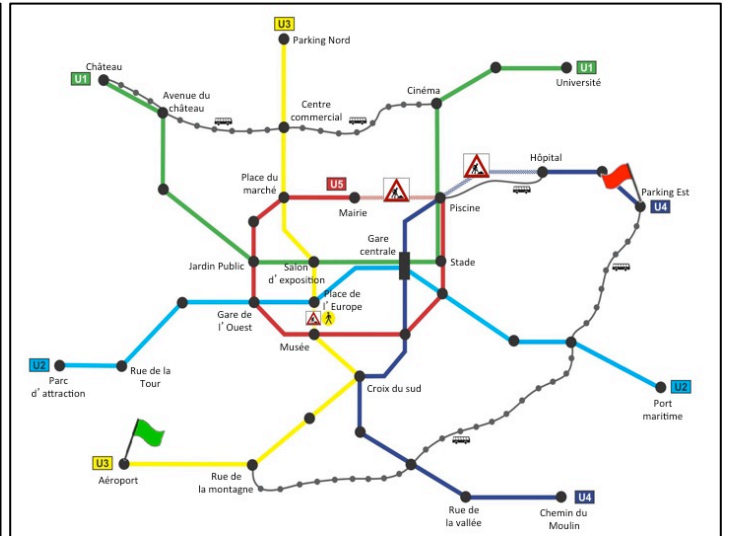 U3
Parking Nord
Château
U1
Avenue du
château
Centre
commercial
Cinéma
U1
Université
Place du
marché
U5
Mairie
Hôpital
Piscine
Parking Est
U4
Gare
centrale
Jardin Public
Salon
d'exposition
Stade
Gare de
l'Ouest
Place de
l'Europe
Musée
U2
Parc
d'attraction
Rue de la
Tour
Croix du sud
U2
Port
maritime
U3
Aéroport
Rue de
la montagne
Rue de
la vallée
U4
Chemin du
Moulin